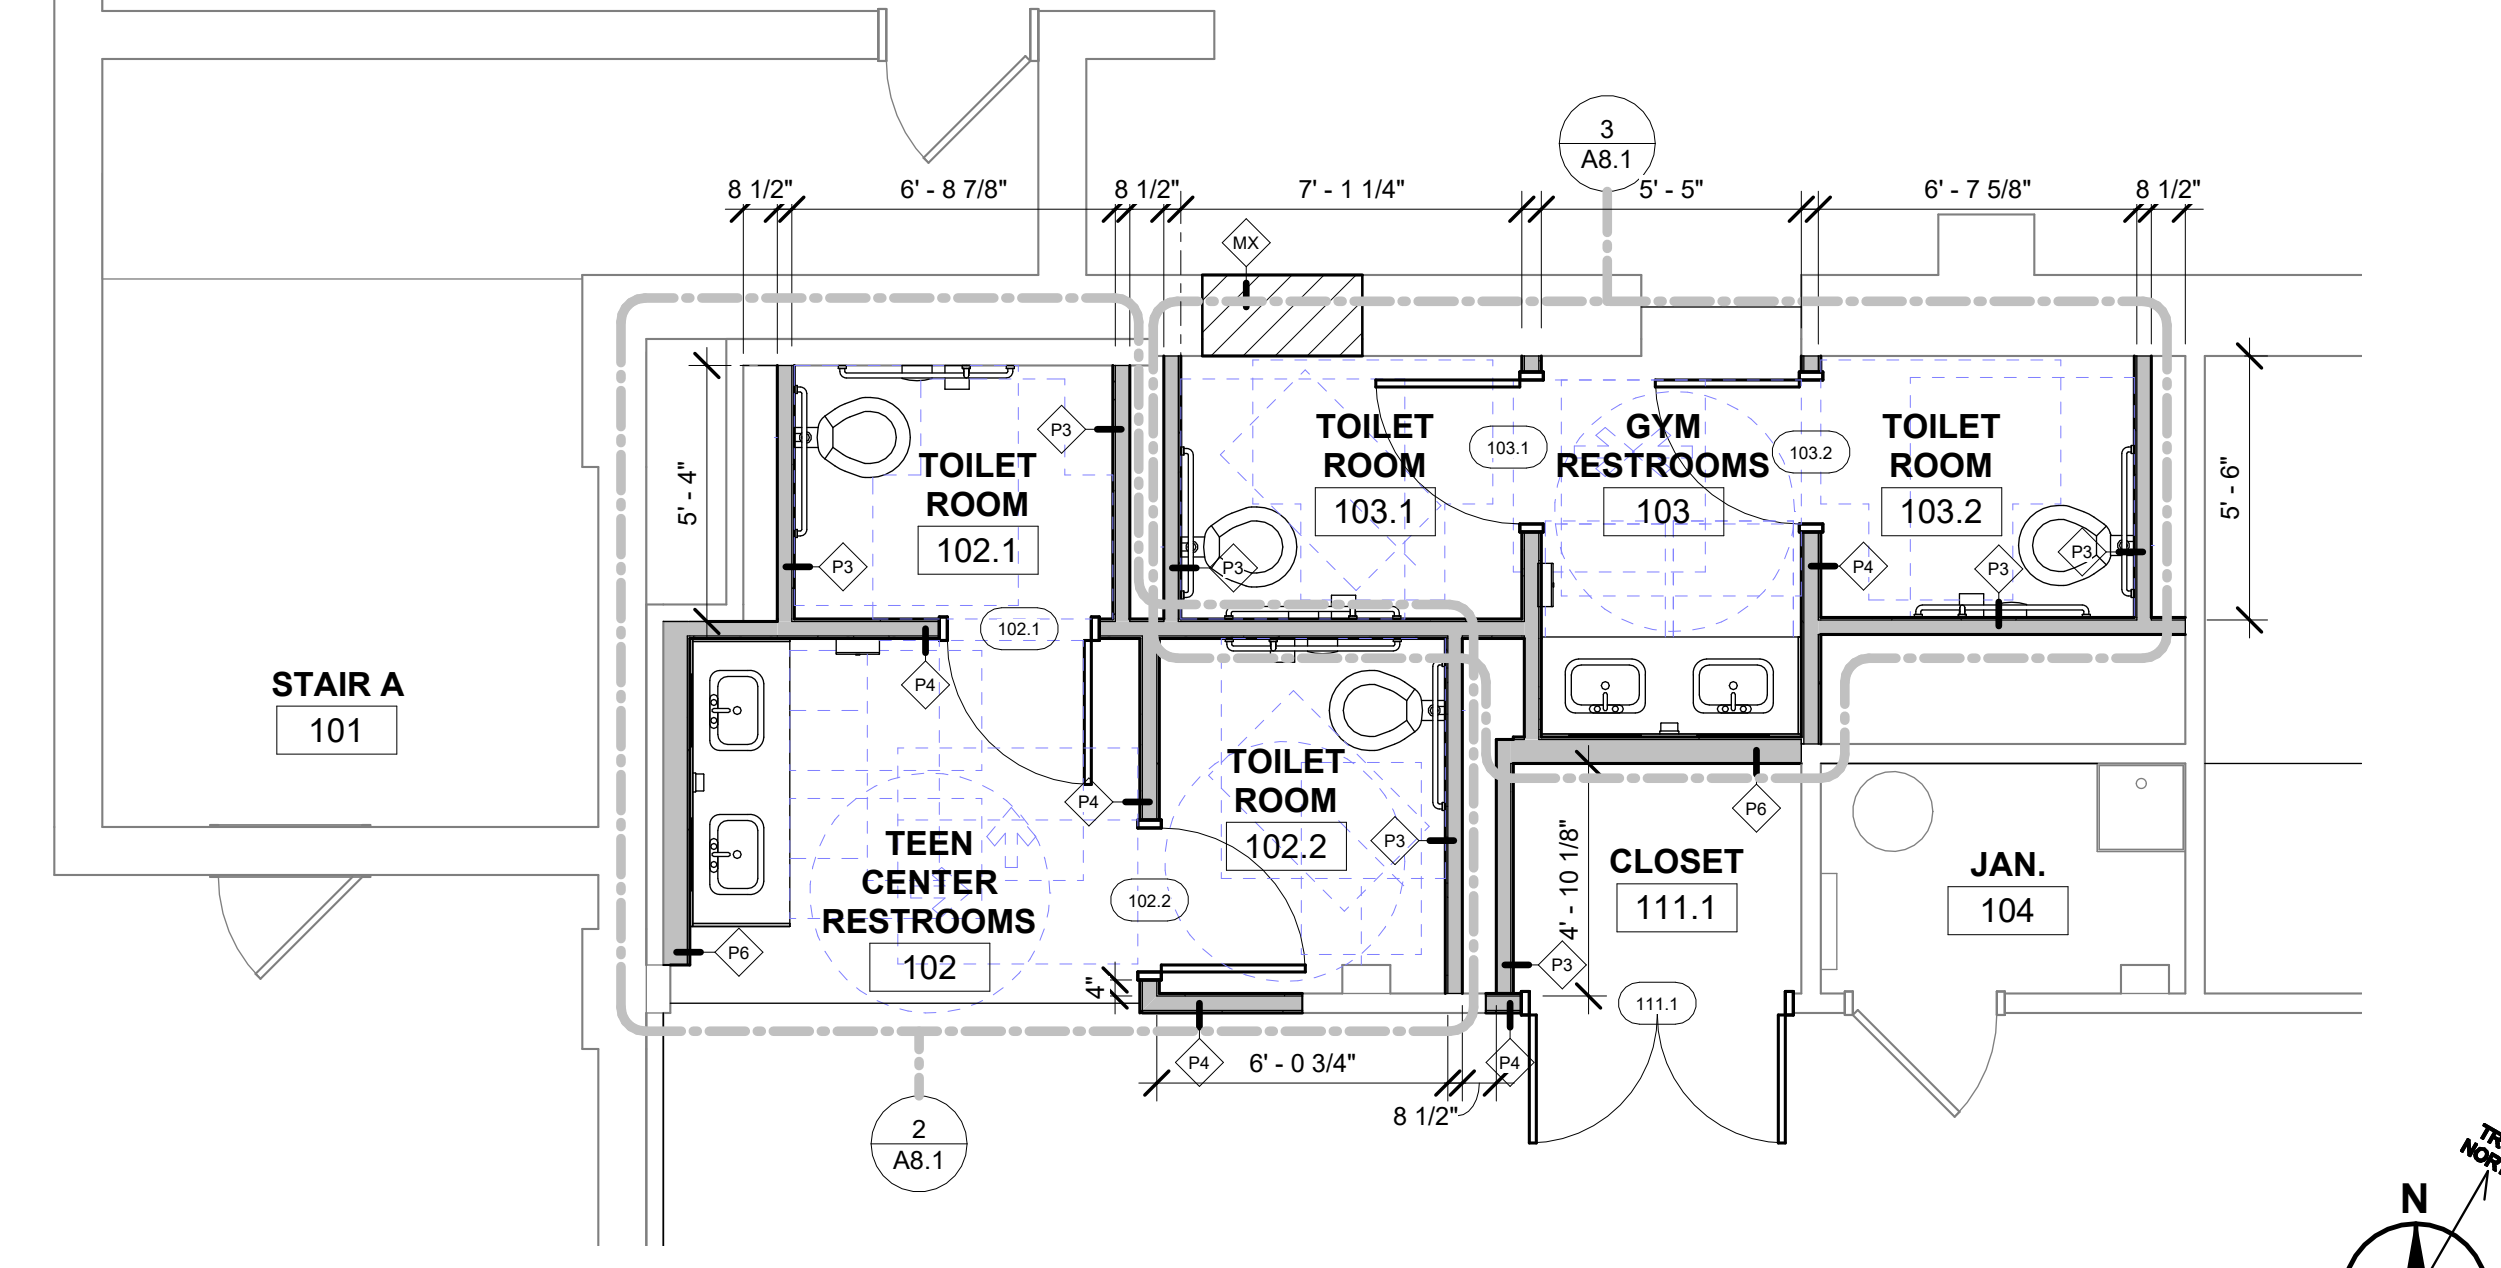 3
A8.1
8 1/2"
6' - 8 7/8"
8 1/2"
7' - 1 1/4"
5' - 5"
6' - 7 5/8"
8 1/2"
MX
P3
TOILET
ROOM
102.1
TOILET
ROOM
103.1
103.1
GYM
RESTROOMS
103
103.2
TOILET
ROOM
103.2
5' - 4"
5' - 6"
P3
P3
P4
P3
P3
102.1
STAIR A
101
P4
P4
TOILET
ROOM
102.2
P3
P6
TEEN
CENTER
RESTROOMS
102
102.2
P6
4' - 10 1/8"
CLOSET
111.1
JAN.
104
P3
4"
111.1
P4
6' - 0 3/4"
P4
8 1/2"
2
A8.1
N